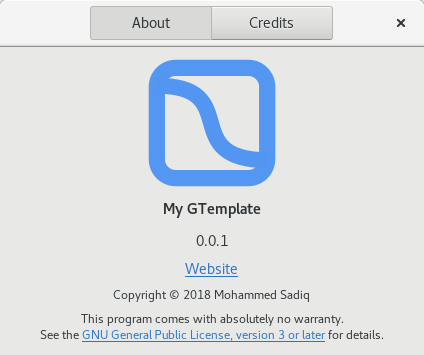 About Credits
My GTemplate
0.0.1
Website
Copyright © 2018 Mohammed Sadiq
This program comes with absolutely no warranty.
See the GNU General Public License, version 3 or later for details.